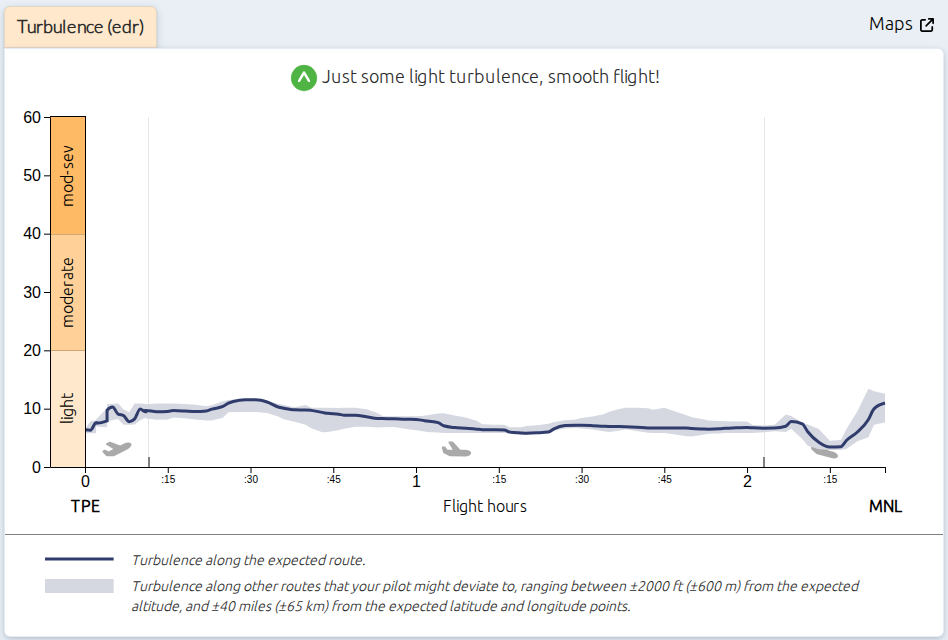 Turbulence (edr)
Maps
Just some light turbulence, smooth flight!
60
50
40
30
20
10
0
mod-sev
moderate
light
0 :15 :30 :45 1 :15 :30 :45 2 :15
TPE Flight hours MNL
Turbulence along the expected route.
Turbulence along other routes that your pilot might deviate to, ranging between ±2000 ft (±600 m) from the expected
altitude, and ±40 miles (±65 km) from the expected latitude and longitude points.